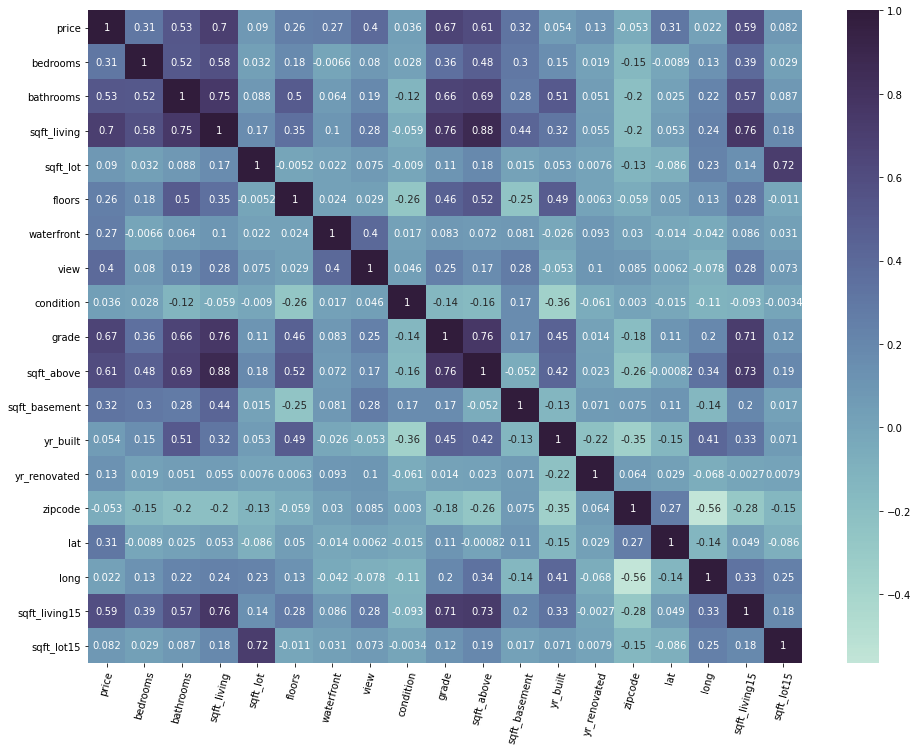 price 1 0.31 0.53 0.7 0.09 0.26 0.27 0.4 0.036 0.67 0.61 0.32 0.054 0.13 -0.053 0.31 0.022 0.59 0.082
bedrooms 0.31 1 0.52 0.58 0.032 0.18 -0.0066 0.08 0.028 0.36 0.48 0.3 0.15 0.019 -0.15 -0.0089 0.13 0.39 0.029
bathrooms 0.53 0.52 1 0.75 0.088 0.5 0.064 0.19 -0.12 0.66 0.69 0.28 0.51 0.051 -0.2 0.025 0.22 0.57 0.087
sqft_living 0.7 0.58 0.75 1 0.17 0.35 0.1 0.28 -0.059 0.76 0.88 0.44 0.32 0.055 -0.2 0.053 0.24 0.76 0.18
sqft_lot 0.09 0.032 0.088 0.17 1 -0.0052 0.022 0.075 -0.009 0.11 0.18 0.015 0.053 0.0076 -0.13 -0.086 0.23 0.14 0.72
floors 0.26 0.18 0.5 0.35 -0.0052 1 0.024 0.029 -0.26 0.46 0.52 -0.25 0.49 0.0063 -0.059 0.05 0.13 0.28 -0.011
waterfront 0.27 -0.0066 0.064 0.1 0.022 0.024 1 0.4 0.017 0.083 0.072 0.081 -0.026 0.093 0.03 -0.014 -0.042 0.086 0.031
view 0.4 0.08 0.19 0.28 0.075 0.029 0.4 1 0.046 0.25 0.17 0.28 -0.053 0.1 0.085 0.0062 -0.078 0.28 0.073
condition 0.036 0.028 -0.12 -0.059 -0.009 -0.26 0.017 0.046 1 -0.14 -0.16 0.17 -0.36 -0.061 0.003 -0.015 -0.11 -0.093 -0.0034
grade 0.67 0.36 0.66 0.76 0.11 0.46 0.083 0.25 -0.14 1 0.76 0.17 0.45 0.014 -0.18 0.11 0.2 0.71 0.12
sqft_above 0.61 0.48 0.69 0.88 0.18 0.52 0.072 0.17 -0.16 0.76 1 -0.052 0.42 0.023 -0.26 -0.00082 0.34 0.73 0.19
sqft_basement 0.32 0.3 0.28 0.44 0.015 -0.25 0.081 0.28 0.17 0.17 -0.052 1 -0.13 0.071 0.075 0.11 -0.14 0.2 0.017
yr_built 0.054 0.15 0.51 0.32 0.053 0.49 -0.026 -0.053 -0.36 0.45 0.42 -0.13 1 -0.22 -0.35 -0.15 0.41 0.33 0.071
yr_renovated 0.13 0.019 0.051 0.055 0.0076 0.0063 0.093 0.1 -0.061 0.014 0.023 0.071 -0.22 1 0.064 0.029 -0.068 -0.0027 0.0079
zipcode -0.053 -0.15 -0.2 -0.2 -0.13 -0.059 0.03 0.085 0.003 -0.18 -0.26 0.075 -0.35 0.064 1 0.27 -0.56 -0.28 -0.15
lat 0.31 -0.0089 0.025 0.053 -0.086 0.05 -0.014 0.0062 -0.015 0.11 -0.00082 0.11 -0.15 0.029 0.27 1 -0.14 0.049 -0.086
long 0.022 0.13 0.22 0.24 0.23 0.13 -0.042 -0.078 -0.11 0.2 0.34 -0.14 0.41 -0.068 -0.56 -0.14 1 0.33 0.25
sqft_living15 0.59 0.39 0.57 0.76 0.14 0.28 0.086 0.28 -0.093 0.71 0.73 0.2 0.33 -0.0027 -0.28 0.049 0.33 1 0.18
sqft_lot15 0.082 0.029 0.087 0.18 0.72 -0.011 0.031 0.073 -0.0034 0.12 0.19 0.017 0.071 0.0079 -0.15 -0.086 0.25 0.18 1
price bedrooms bathrooms sqft_living sqft_lot floors waterfront view condition grade sqft_above sqft_basement yr_built yr_renovated zipcode lat long sqft_living15 sqft_lot15
1.0
0.8
0.6
0.4
0.2
0.0
−0.2
−0.4